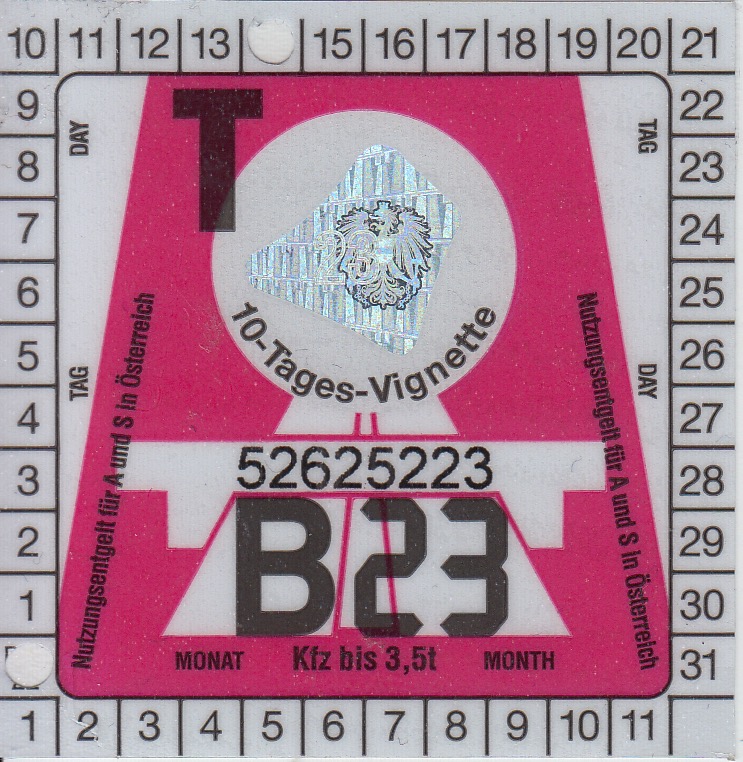 10 11 12 13 15 16 17 18 19 20 21
9 22
DAY T TAG
8 23
7 24
23
6 25
10-Tages-Vignette
5 26
TAG DAY
4 27
Nutzungsentgelt für A und S in Österreich
Nutzungsentgelt für A und S in Österreich
52625223
3 28
2 29
B23
1 30
MONAT Kfz bis 3,5t MONTH
31
1 2 3 4 5 6 7 8 9 10 11